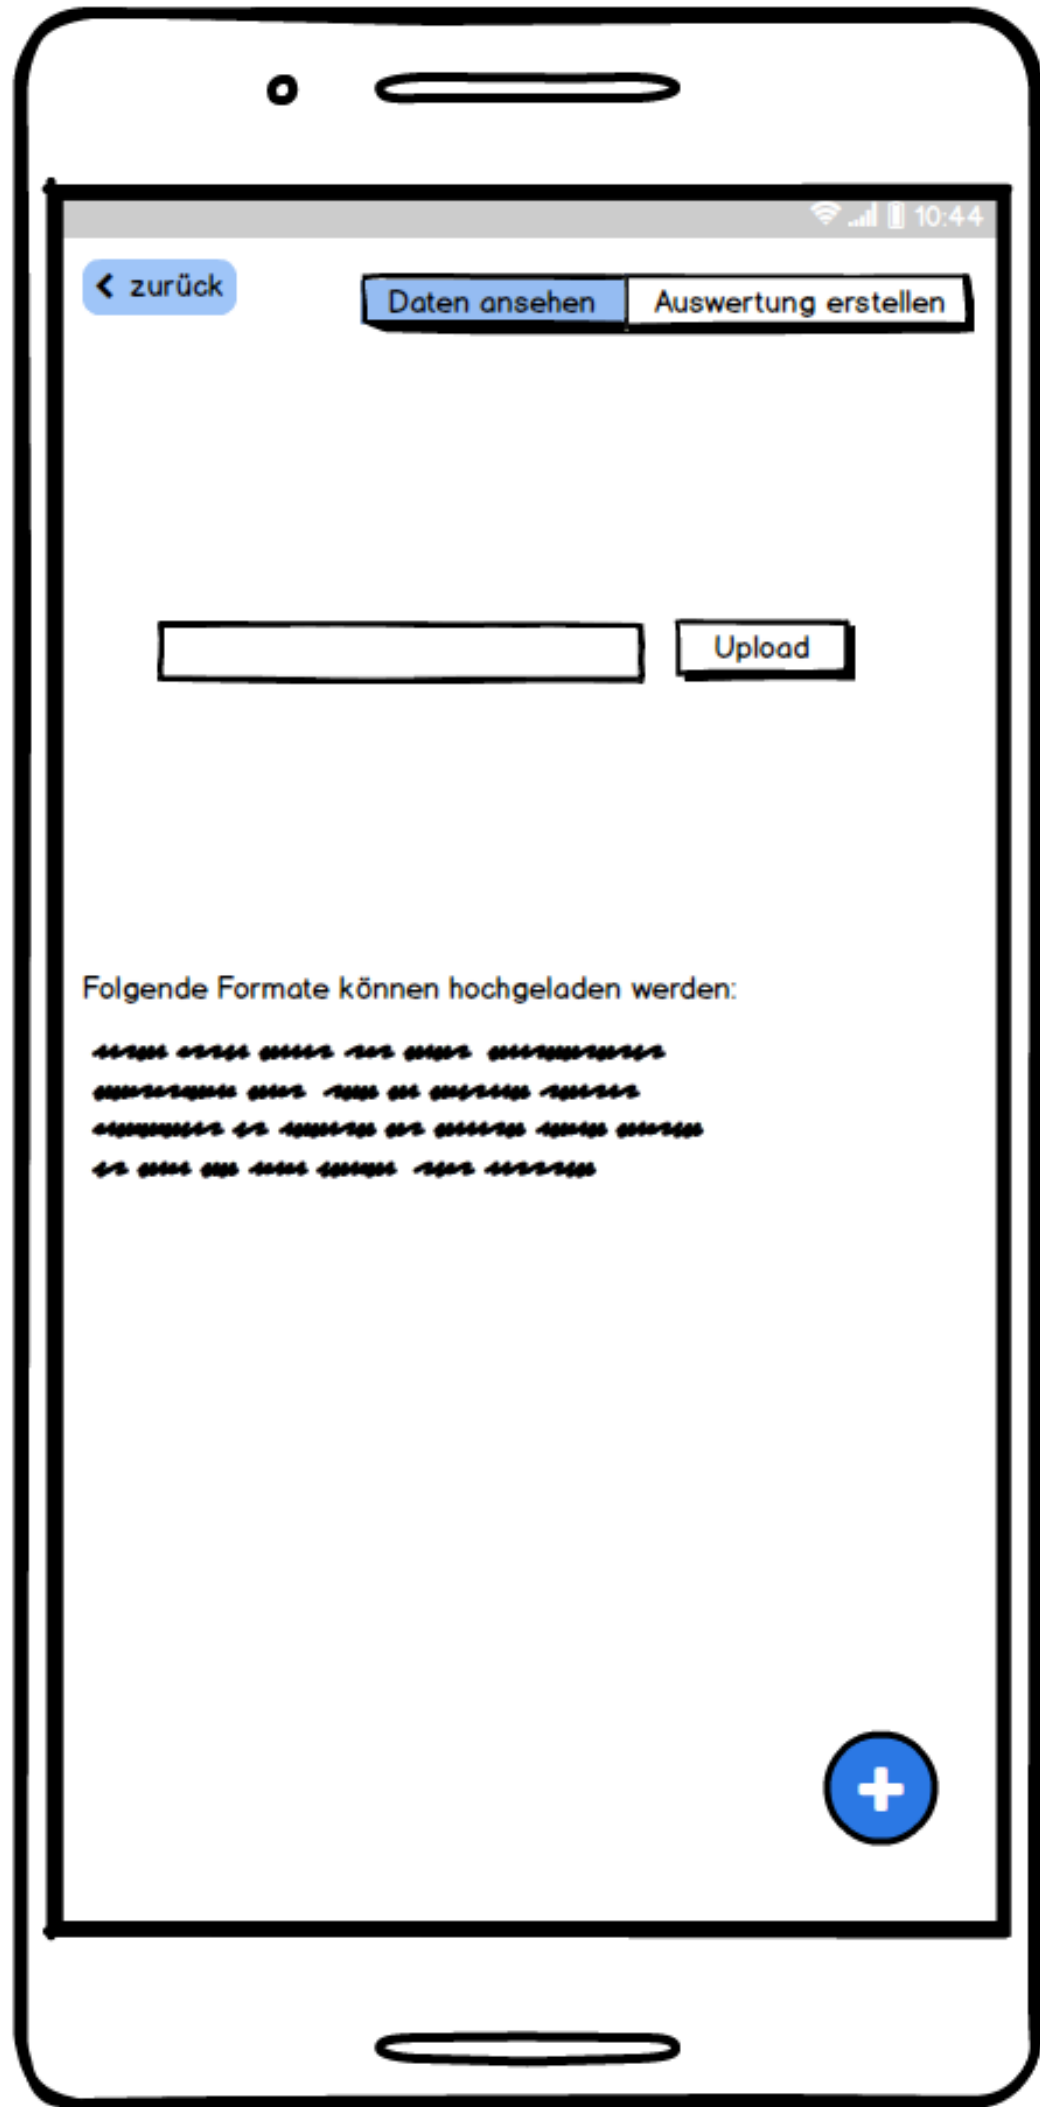 10:44
zurück
Daten ansehen Auswertung erstellen
Upload
Folgende Formate können hochgeladen werden: